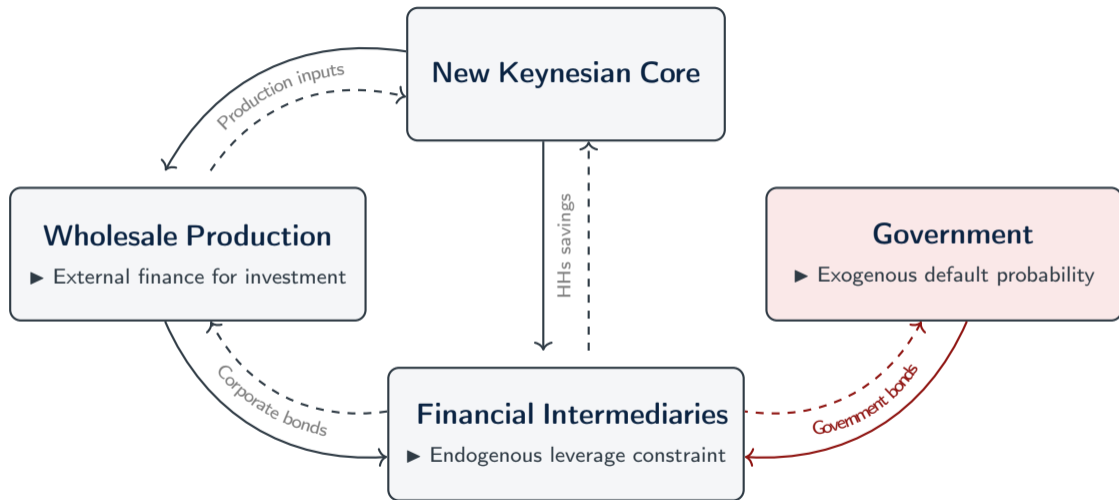 New Keynesian Core
Production inputs
HHs savings
Wholesale Production
► External finance for investment
Government
► Exogenous default probability
Corporate bonds
Government bonds
Financial Intermediaries
► Endogenous leverage constraint